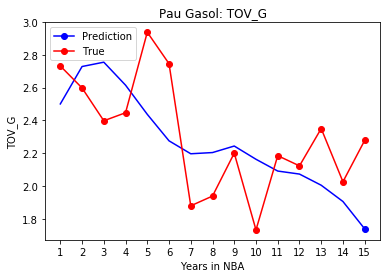 Pau Gasol: TOV_G
Prediction
True
TOV_G
3.0
2.8
2.6
2.4
2.2
2.0
1.8
1 2 3 4 5 6 7 8 9 10 11 12 13 14 15
Years in NBA